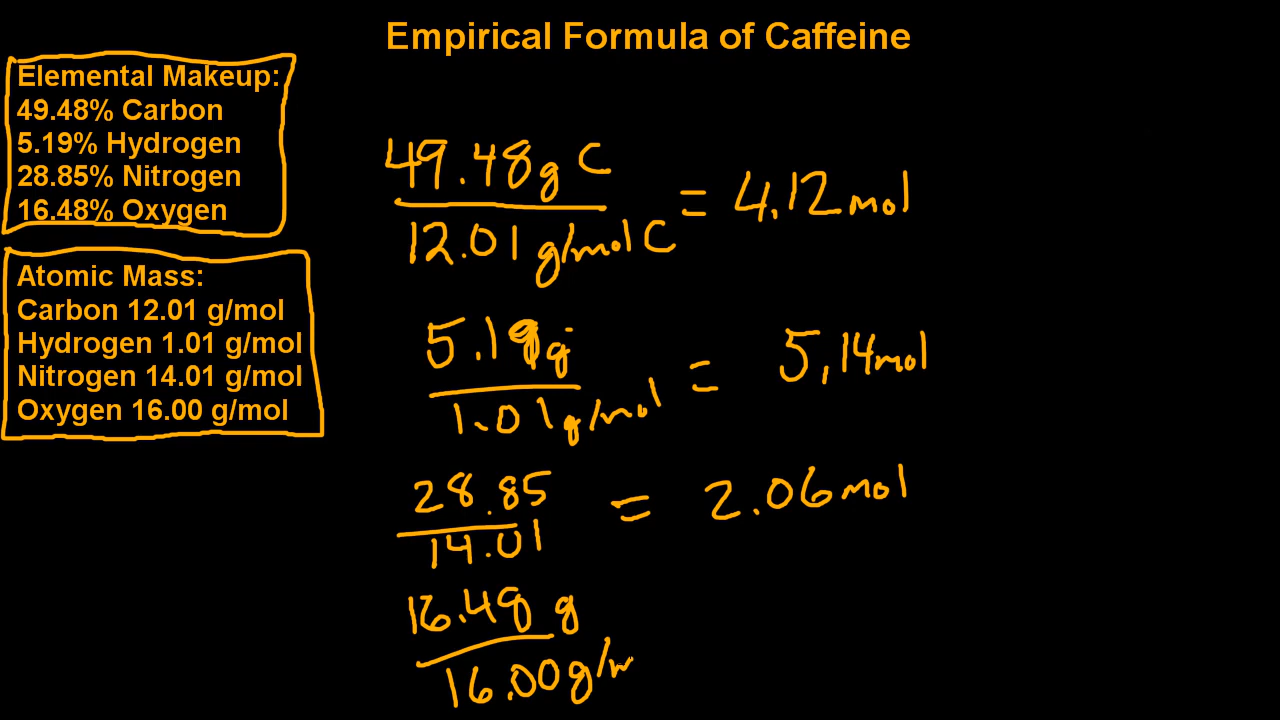 Empirical Formula of Caffeine
Elemental Makeup:
49.48% Carbon
5.19% Hydrogen
28.85% Nitrogen
16.48% Oxygen
Atomic Mass:
Carbon 12.01 g/mol
Hydrogen 1.01 g/mol
Nitrogen 14.01 g/mol
Oxygen 16.00 g/mol
49.48g C
12.01 g/mol C
= 4.12 mol
5.19g
1.01g/mol
= 5.14 mol
28.85
14.01
= 2.06 mol
16.48 g
16.00g/m